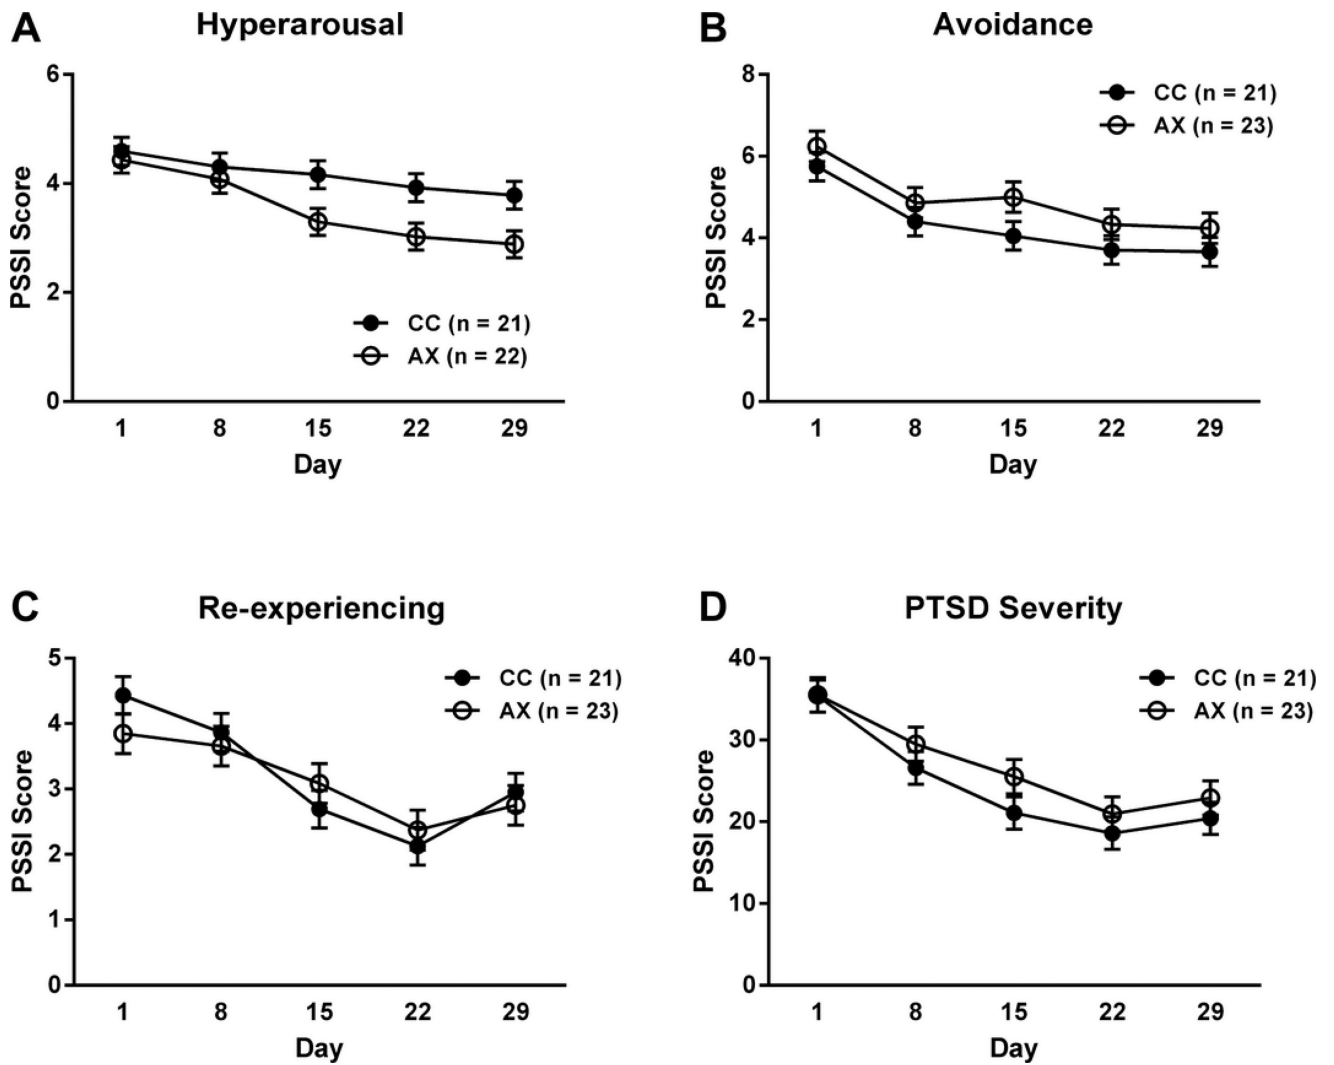 A
Hyperarousal
PSSI Score
6
4
2
0
CC (n = 21)
AX (n = 22)
1 8 15 22 29
Day
B
Avoidance
PSSI Score
8
6
4
2
0
CC (n = 21)
AX (n = 23)
1 8 15 22 29
Day
C
Re-experiencing
PSSI Score
5
4
3
2
1
0
CC (n = 21)
AX (n = 23)
1 8 15 22 29
Day
D
PTSD Severity
PSSI Score
40
30
20
10
0
CC (n = 21)
AX (n = 23)
1 8 15 22 29
Day